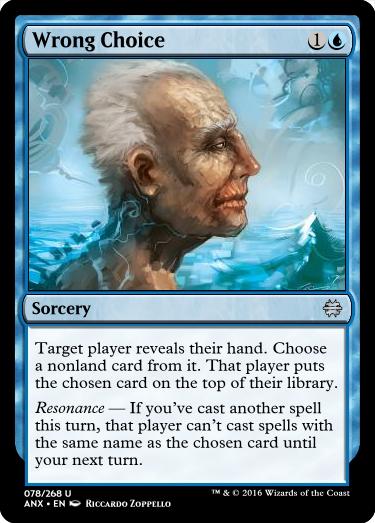 Wrong Choice 1
Sorcery
Target player reveals their hand. Choose
a nonland card from it. That player puts
the chosen card on the top of their library.
Resonance — If you've cast another spell
this turn, that player can't cast spells with
the same name as the chosen card until
your next turn.
078/268 U
ANX • EN Riccardo Zoppello
™ & © 2016 Wizards of the Coast